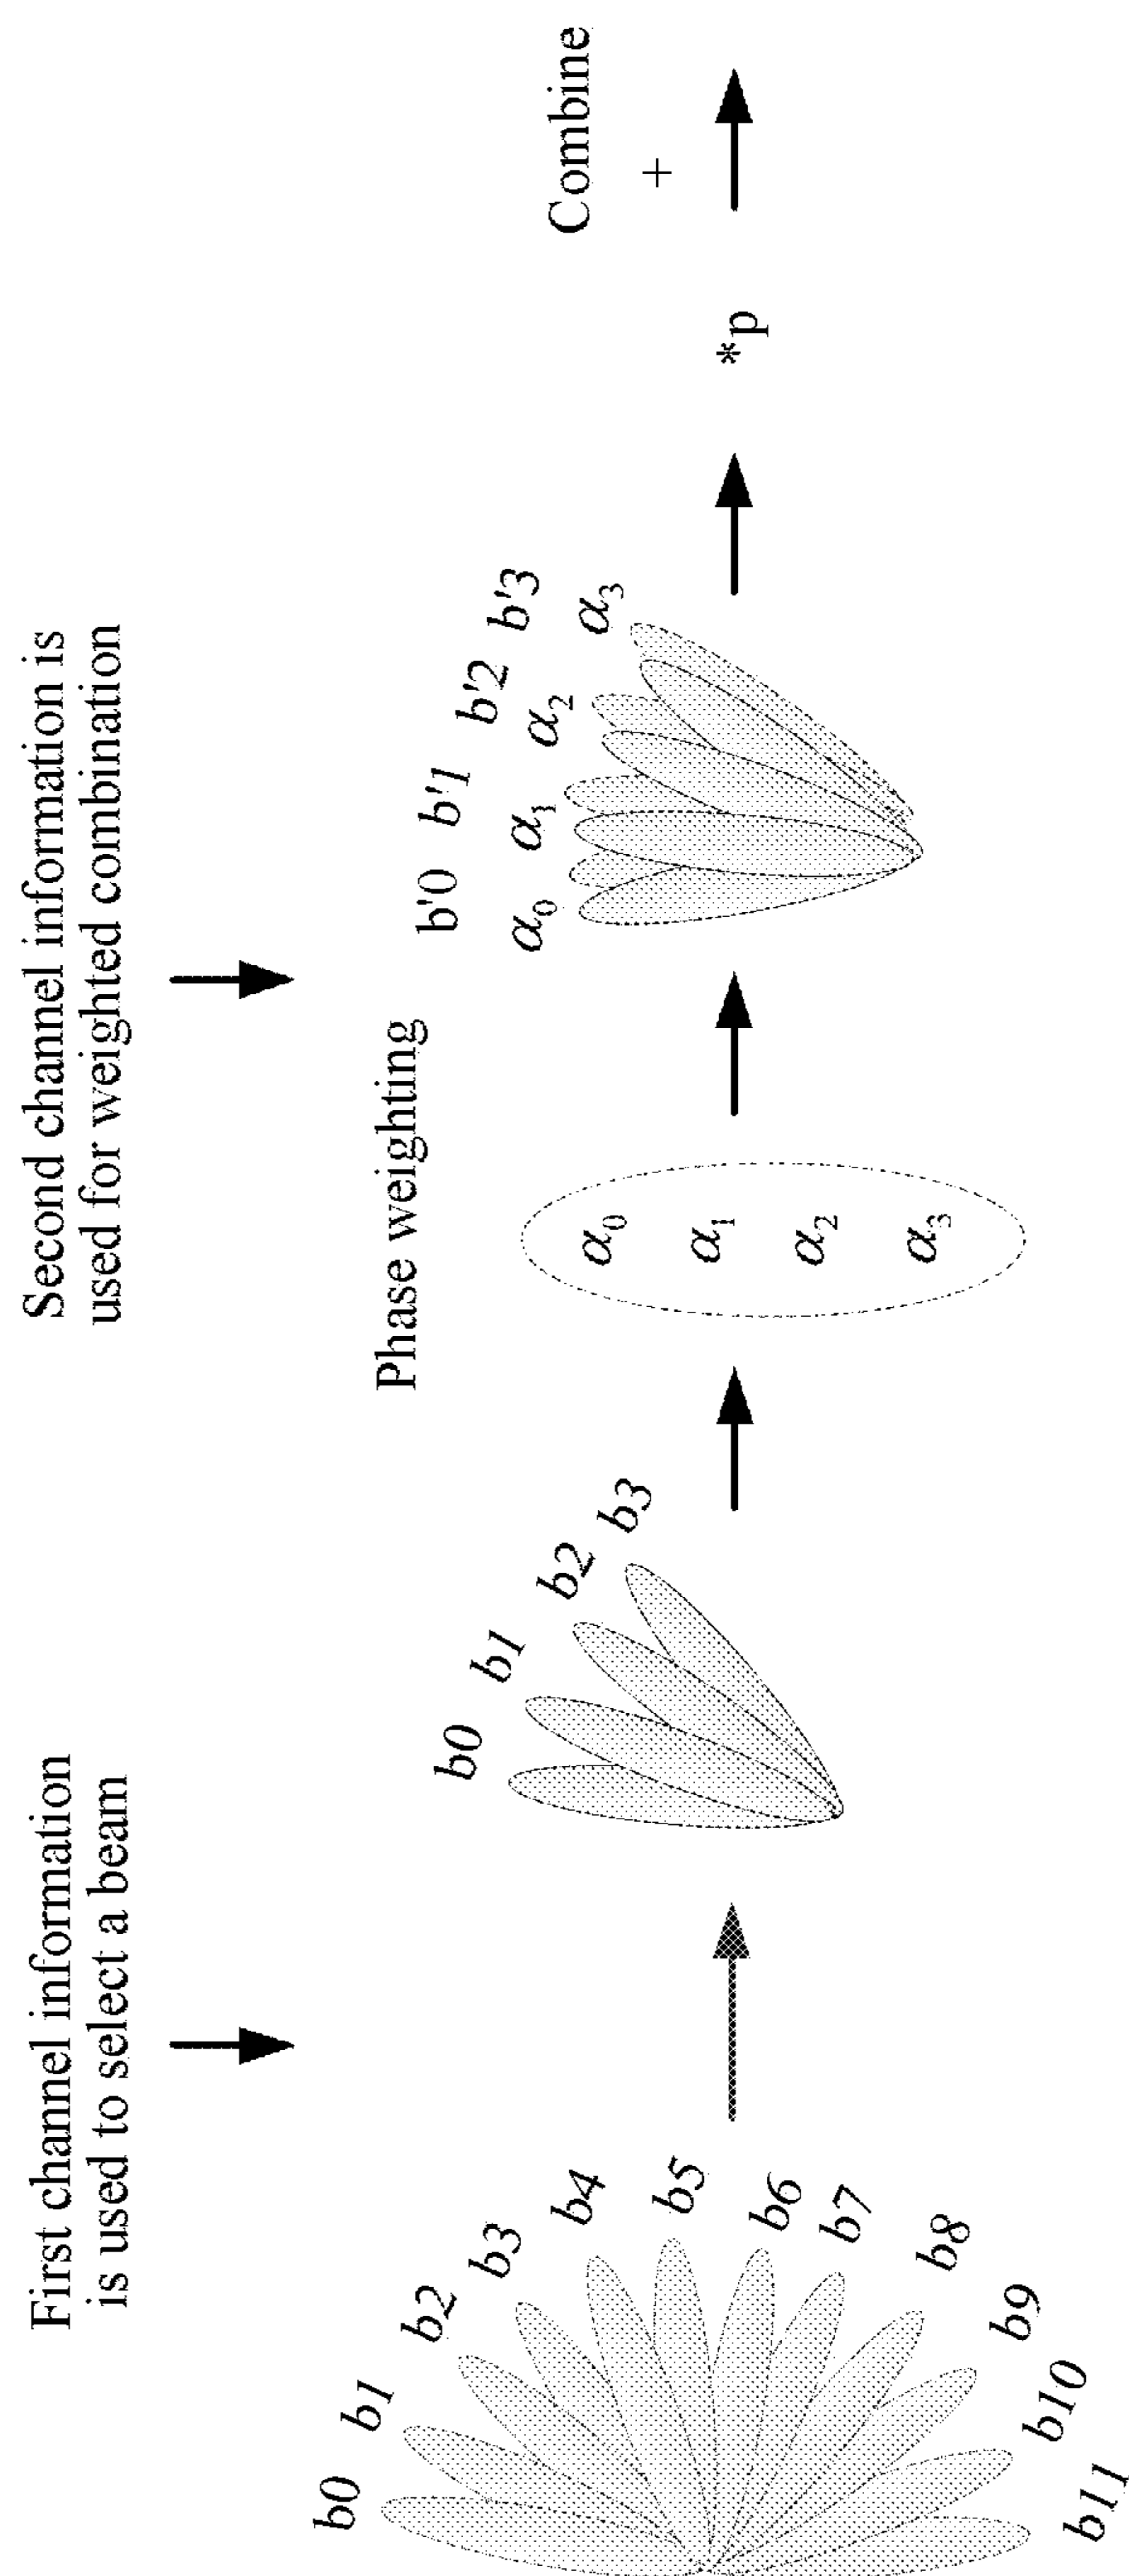 First channel information
is used to select a beam
Second channel information is
used for weighted combination
b0
b1
b2
b3
b4
b5
b6
b7
b8
b9
b10
b11
b0
b1
b2
b3
Phase weighting
α₀
α₁
α₂
α₃
b'0
b'1
b'2
b'3
α₀
α₁
α₂
α₃
*p
Combine
+